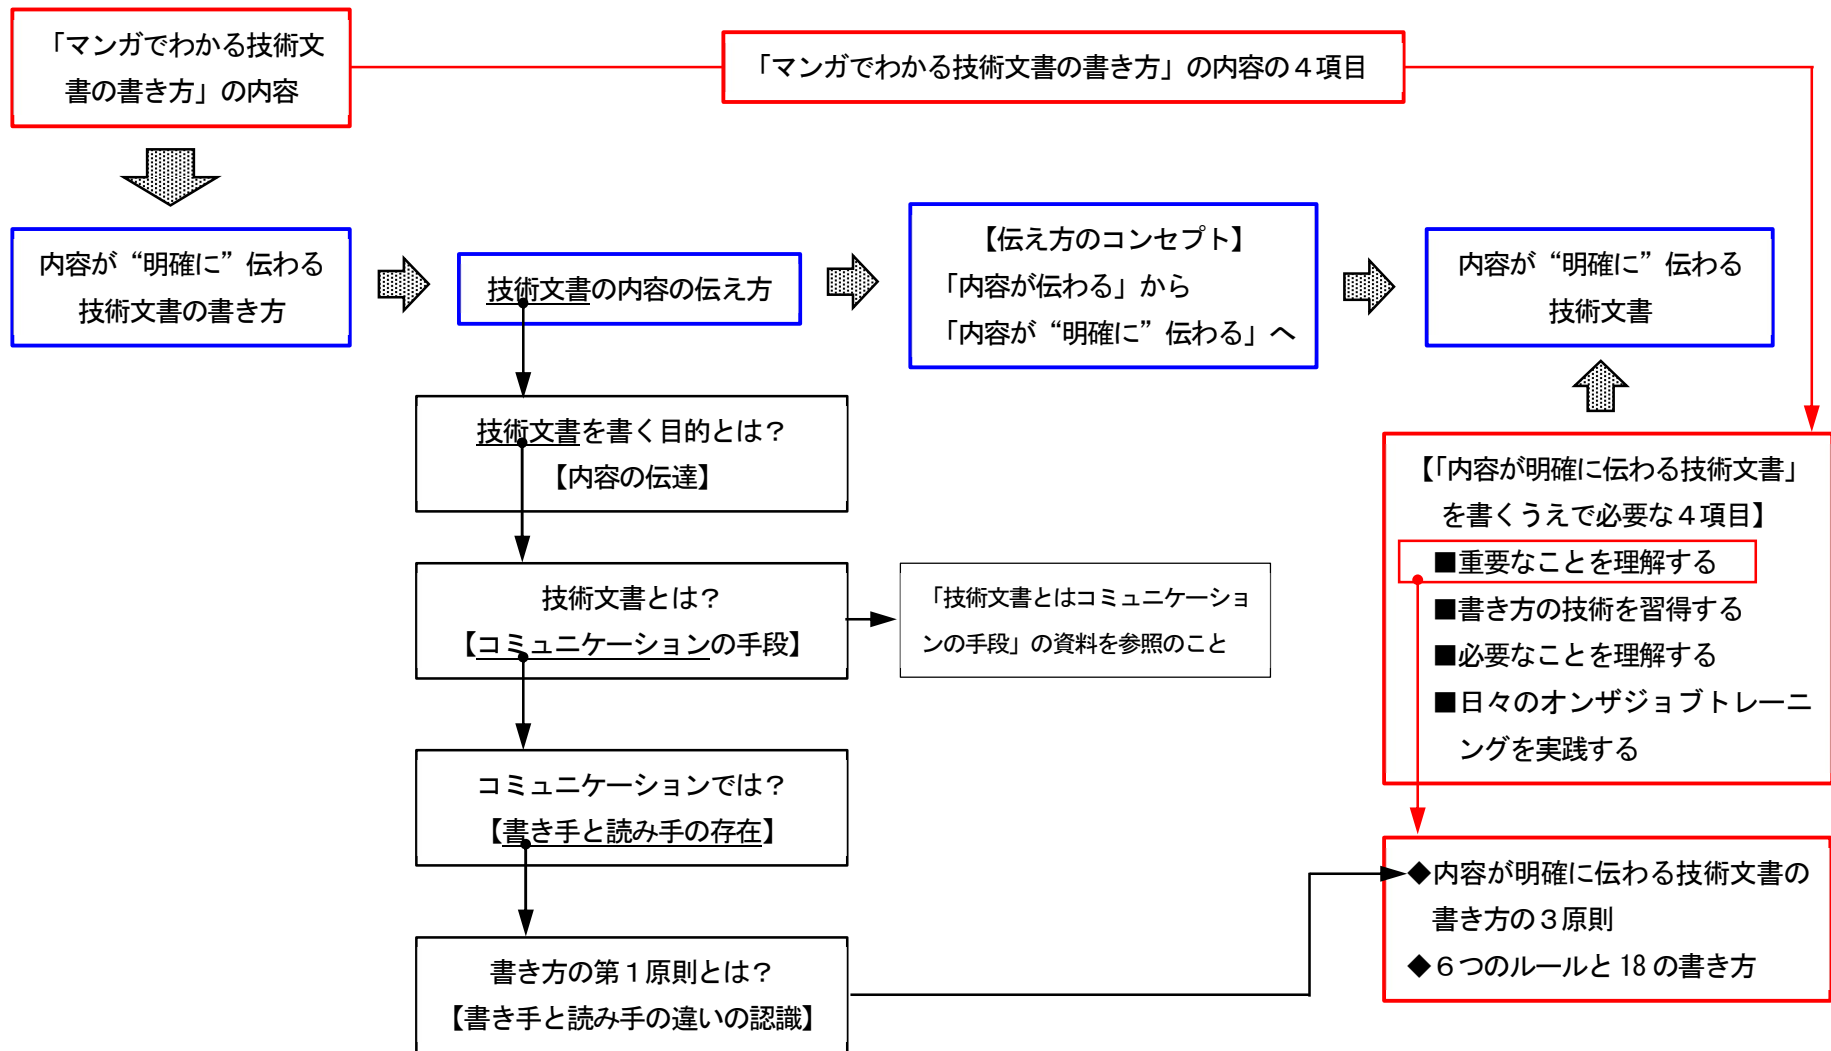 「マンガでわかる技術文
書の書き方」の内容
「マンガでわかる技術文書の書き方」の内容の４項目
内容が“明確に”伝わる
技術文書の書き方
技術文書の内容の伝え方
【伝え方のコンセプト】
「内容が伝わる」から
「内容が“明確に”伝わる」へ
内容が“明確に”伝わる
技術文書
技術文書を書く目的とは？
【内容の伝達】
技術文書とは？
【コミュニケーションの手段】
「技術文書とはコミュニケーショ
ンの手段」の資料を参照のこと
コミュニケーションでは？
【書き手と読み手の存在】
書き方の第１原則とは？
【書き手と読み手の違いの認識】
【「内容が明確に伝わる技術文書」
を書くうえで必要な４項目】
■重要なことを理解する
■書き方の技術を習得する
■必要なことを理解する
■日々のオンザジョブトレーニ
ングを実践する
◆内容が明確に伝わる技術文書の
書き方の３原則
◆６つのルールと18の書き方